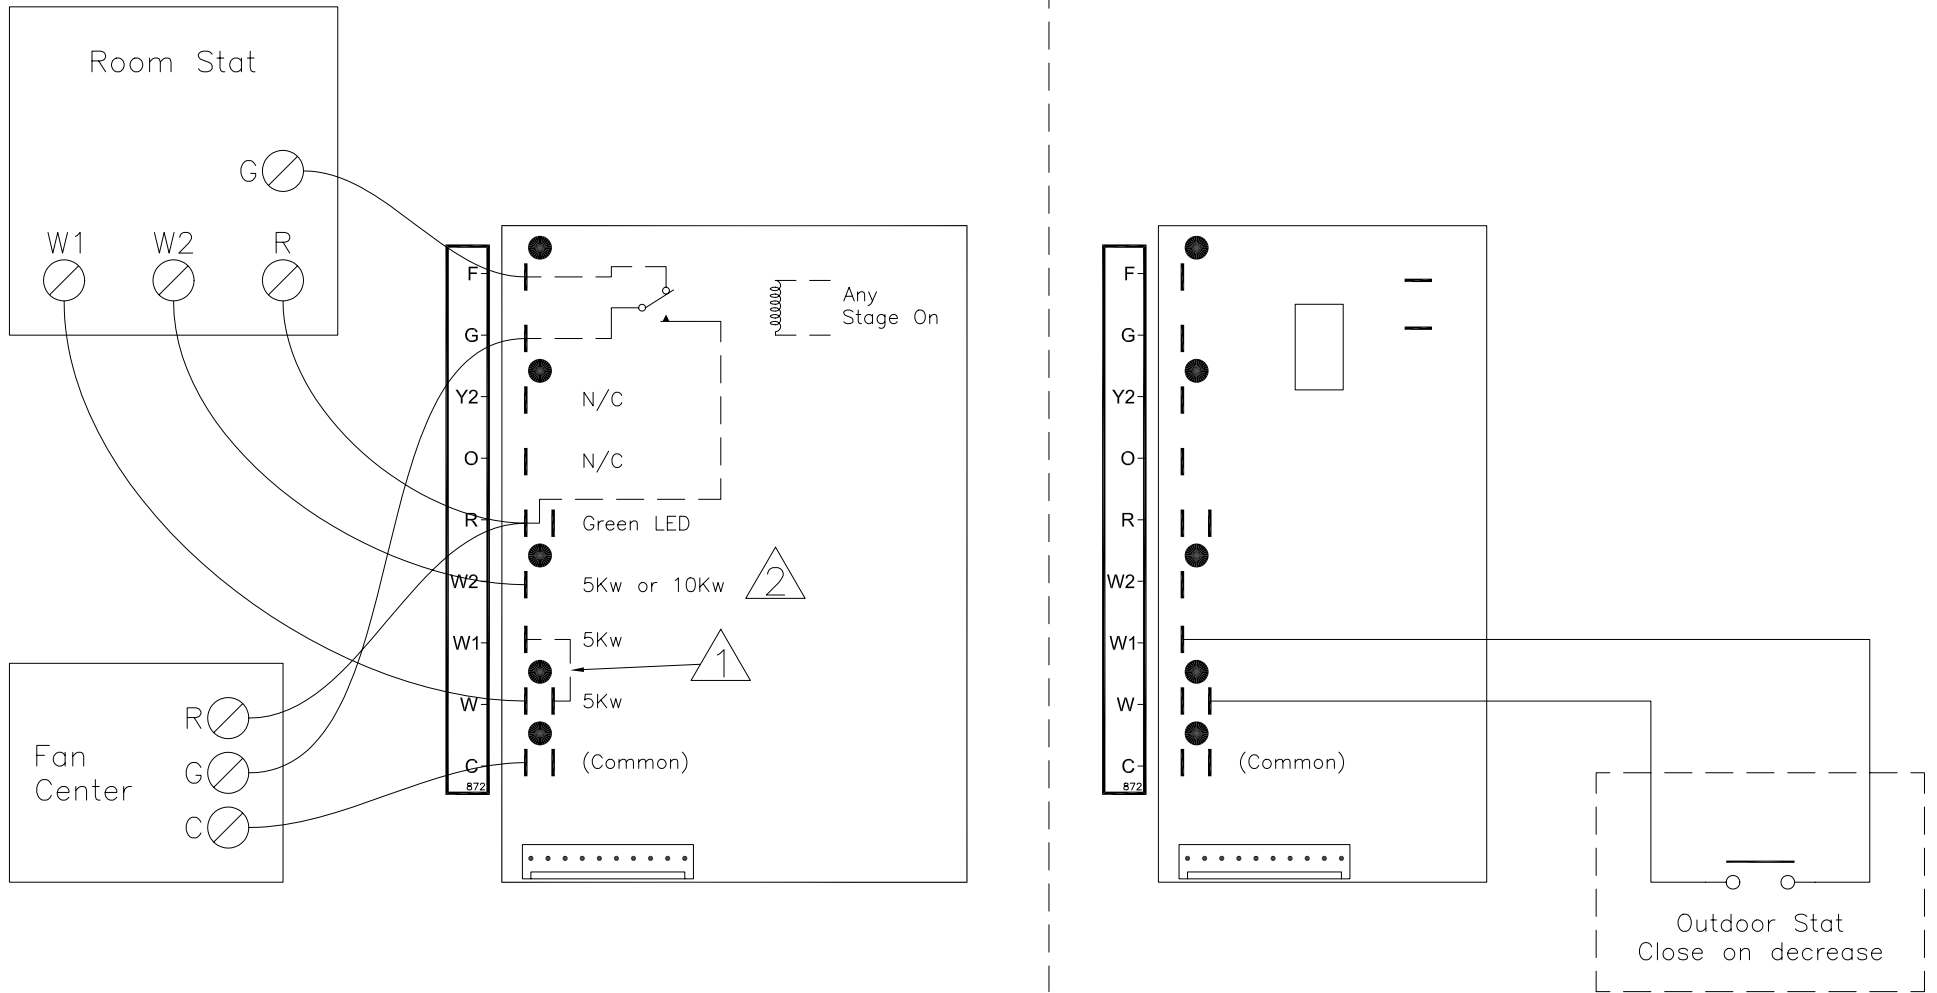 Room Stat
G
W1 W2 R
F
G
Y2
O
R
W2
W1
W
C
872
Any
Stage On
N/C
N/C
Green LED
5Kw or 10Kw
2
5Kw
1
5Kw
(Common)
Fan
Center
R
G
C
F
G
Y2
O
R
W2
W1
W
C
872
(Common)
Outdoor Stat
Close on decrease